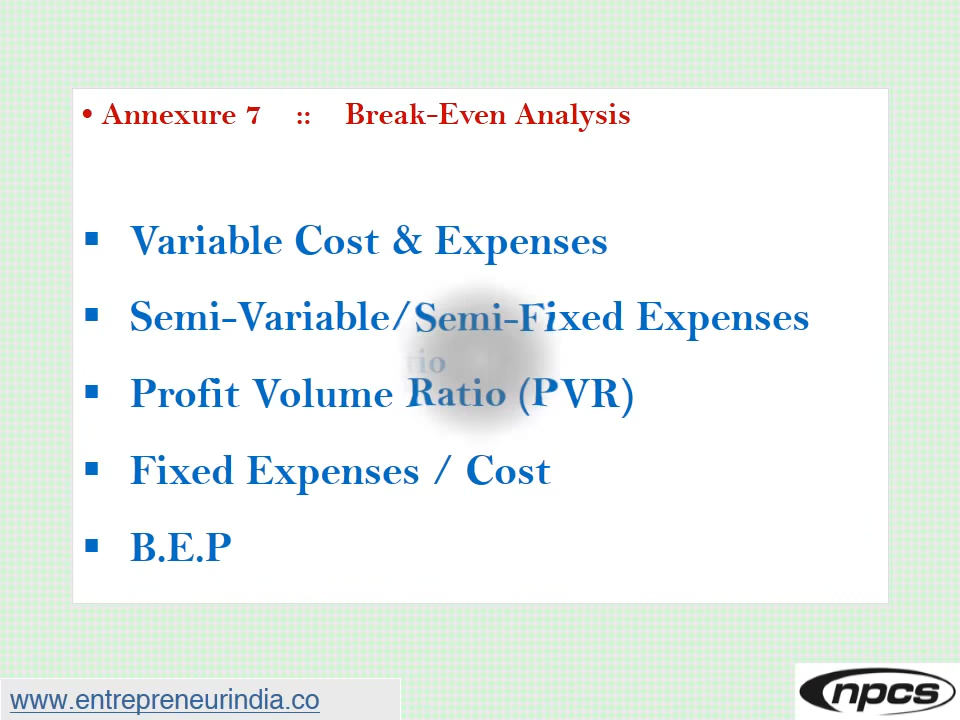 • Annexure 7 :: Break-Even Analysis
▪ Variable Cost & Expenses
▪ Semi-Variable/Semi-Fixed Expenses
▪ Profit Volume Ratio (PVR)
▪ Fixed Expenses / Cost
▪ B.E.P
www.entrepreneurindia.co
npcs